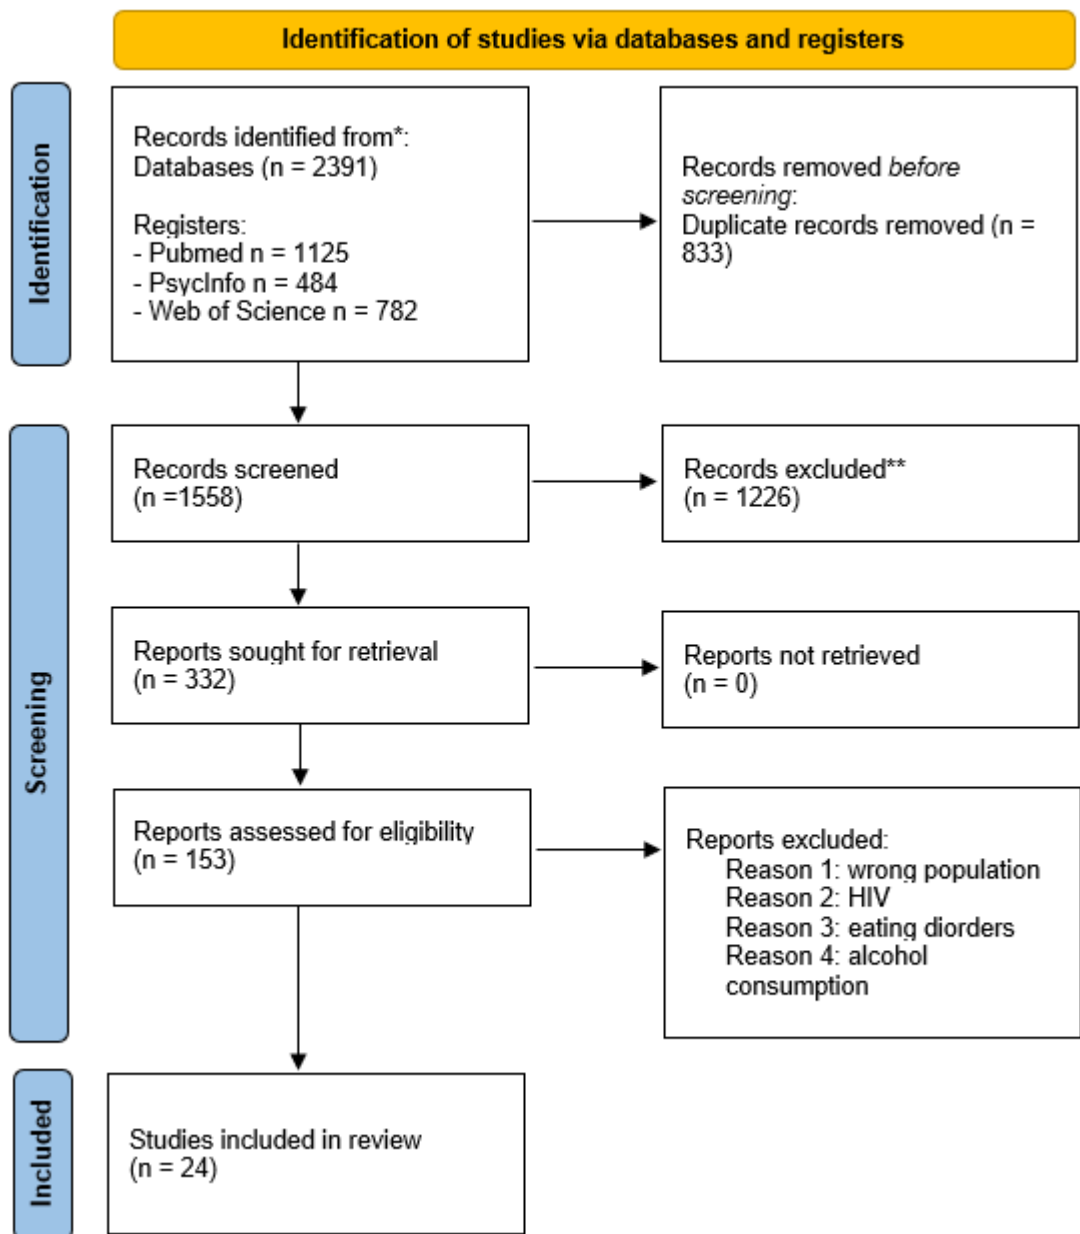 Identification of studies via databases and registers
Identification
Records identified from*:
Databases (n = 2391)
Registers:
- Pubmed n = 1125
- PsycInfo n = 484
- Web of Science n = 782
Records removed before
screening:
Duplicate records removed (n =
833)
Screening
Records screened
(n =1558)
Records excluded**
(n = 1226)
Reports sought for retrieval
(n = 332)
Reports not retrieved
(n = 0)
Reports assessed for eligibility
(n = 153)
Reports excluded:
Reason 1: wrong population
Reason 2: HIV
Reason 3: eating diorders
Reason 4: alcohol
consumption
Included
Studies included in review
(n = 24)